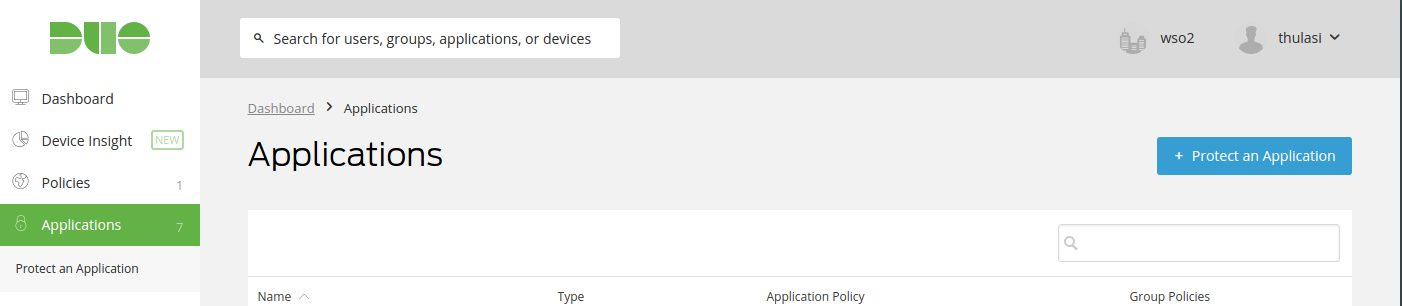 DUO
Search for users, groups, applications, or devices
wso2
thulasi
Dashboard
Device Insight NEW
Policies 1
Applications 7
Protect an Application
Dashboard > Applications
Applications
+ Protect an Application
Name
Type
Application Policy
Group Policies